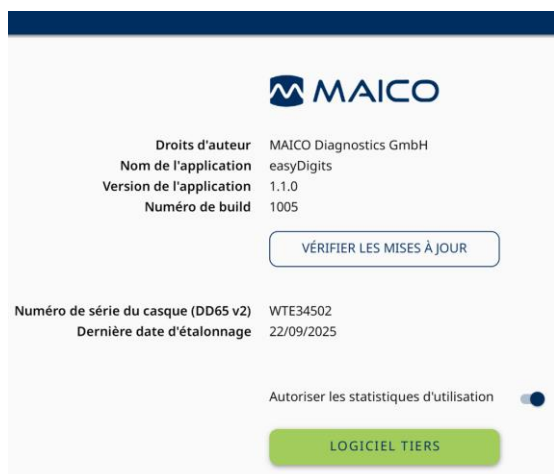 MAICO
Droits d'auteur MAICO Diagnostics GmbH
Nom de l'application easyDigits
Version de l'application 1.1.0
Numéro de build 1005
VÉRIFIER LES MISES À JOUR
Numéro de série du casque (DD65 v2) WTE34502
Dernière date d'étalonnage 22/09/2025
Autoriser les statistiques d'utilisation
LOGICIEL TIERS